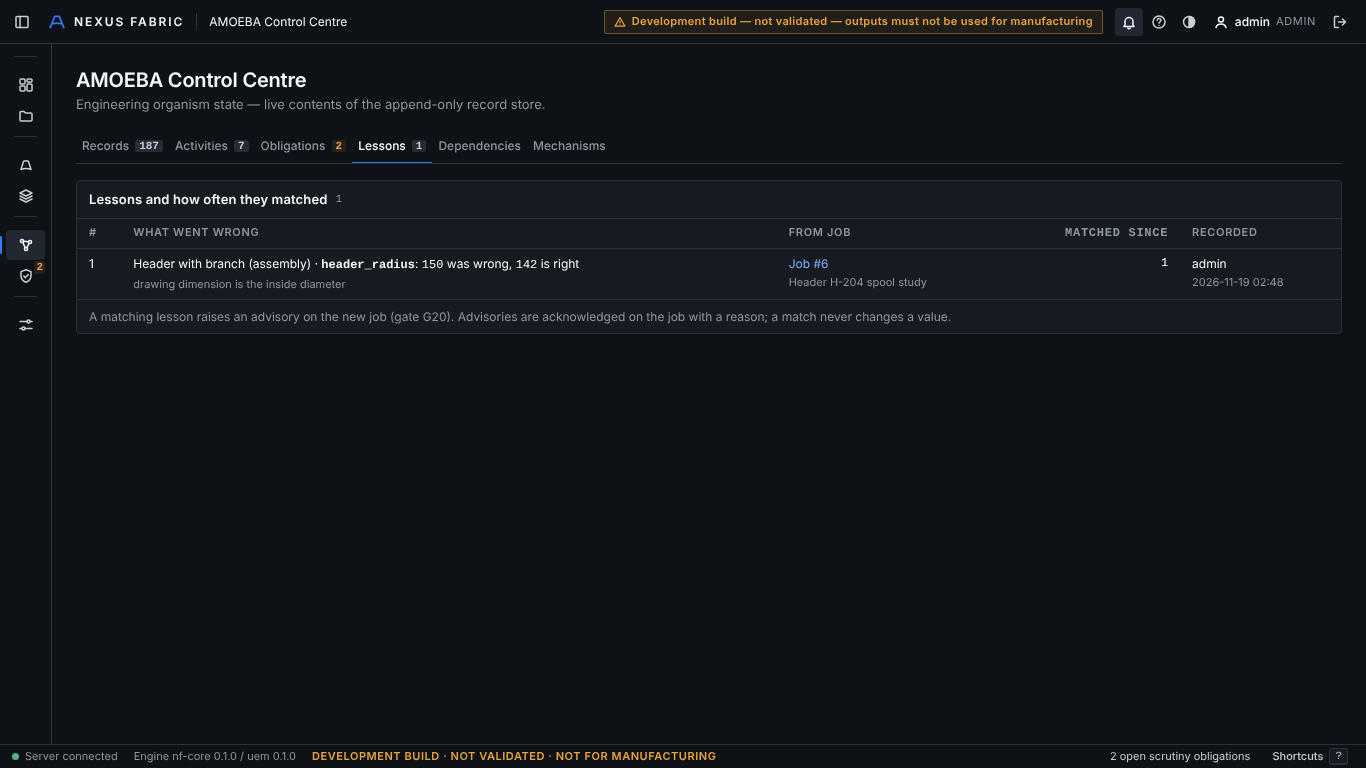 NEXUS FABRIC AMOEBA Control Centre Development build — not validated — outputs must not be used for manufacturing admin ADMIN
AMOEBA Control Centre
Engineering organism state — live contents of the append-only record store.
Records 187 Activities 7 Obligations 2 Lessons 1 Dependencies Mechanisms
Lessons and how often they matched 1
# WHAT WENT WRONG FROM JOB MATCHED SINCE RECORDED
1 Header with branch (assembly) · header_radius: 150 was wrong, 142 is right Job #6 1 admin
drawing dimension is the inside diameter Header H-204 spool study 2026-11-19 02:48
2
A matching lesson raises an advisory on the new job (gate G20). Advisories are acknowledged on the job with a reason; a match never changes a value.
Server connected Engine nf-core 0.1.0 / uem 0.1.0 DEVELOPMENT BUILD · NOT VALIDATED · NOT FOR MANUFACTURING 2 open scrutiny obligations Shortcuts ?